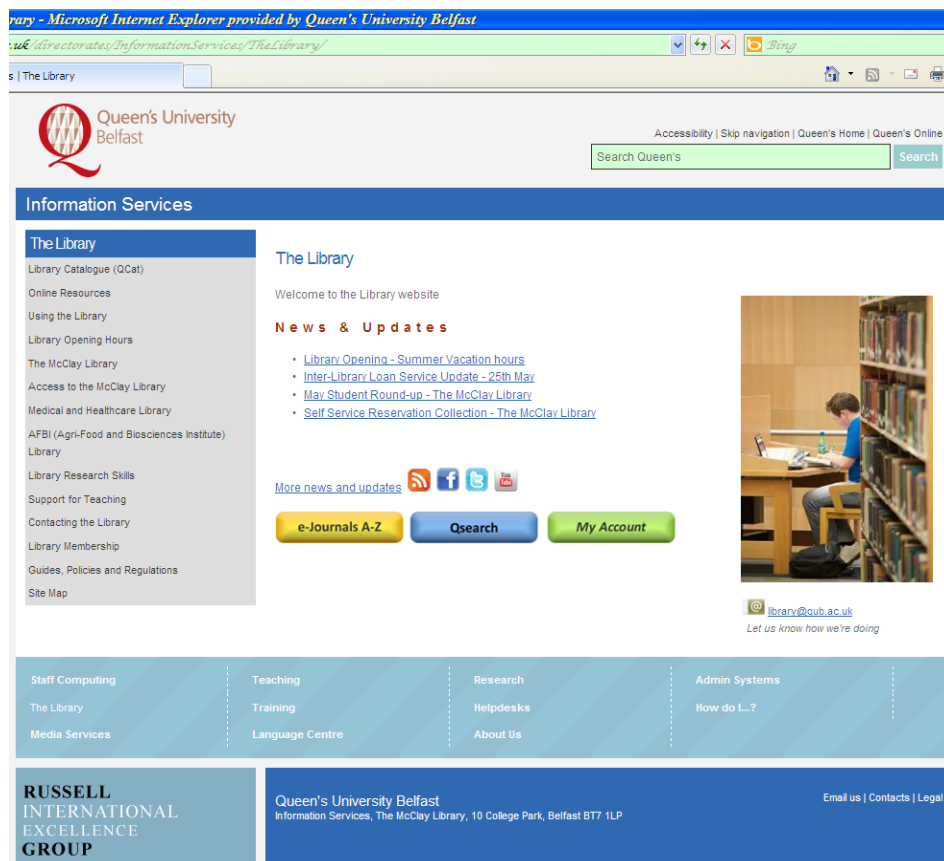 rary - Microsoft Internet Explorer provided by Queen's University Belfast
.uk/directorates/InformationServices/TheLibrary/
Bing
s | The Library
Queen's University
Belfast
Accessibility | Skip navigation | Queen's Home | Queen's Online
Search Queen's
Search
Information Services
The Library
Library Catalogue (QCat)
Online Resources
Using the Library
Library Opening Hours
The McClay Library
Access to the McClay Library
Medical and Healthcare Library
AFBI (Agri-Food and Biosciences Institute)
Library
Library Research Skills
Support for Teaching
Contacting the Library
Library Membership
Guides, Policies and Regulations
Site Map
The Library
Welcome to the Library website
News & Updates
• Library Opening - Summer Vacation hours
• Inter-Library Loan Service Update - 25th May
• May Student Round-up - The McClay Library
• Self Service Reservation Collection - The McClay Library
More news and updates
You
Tube
e-Journals A-Z
Qsearch
My Account
library@qub.ac.uk
Let us know how we're doing
Staff Computing
Teaching
Research
Admin Systems
The Library
Training
Helpdesks
How do I...?
Media Services
Language Centre
About Us
RUSSELL
INTERNATIONAL
EXCELLENCE
GROUP
Queen's University Belfast
Information Services, The McClay Library, 10 College Park, Belfast BT7 1LP
Email us | Contacts | Legal